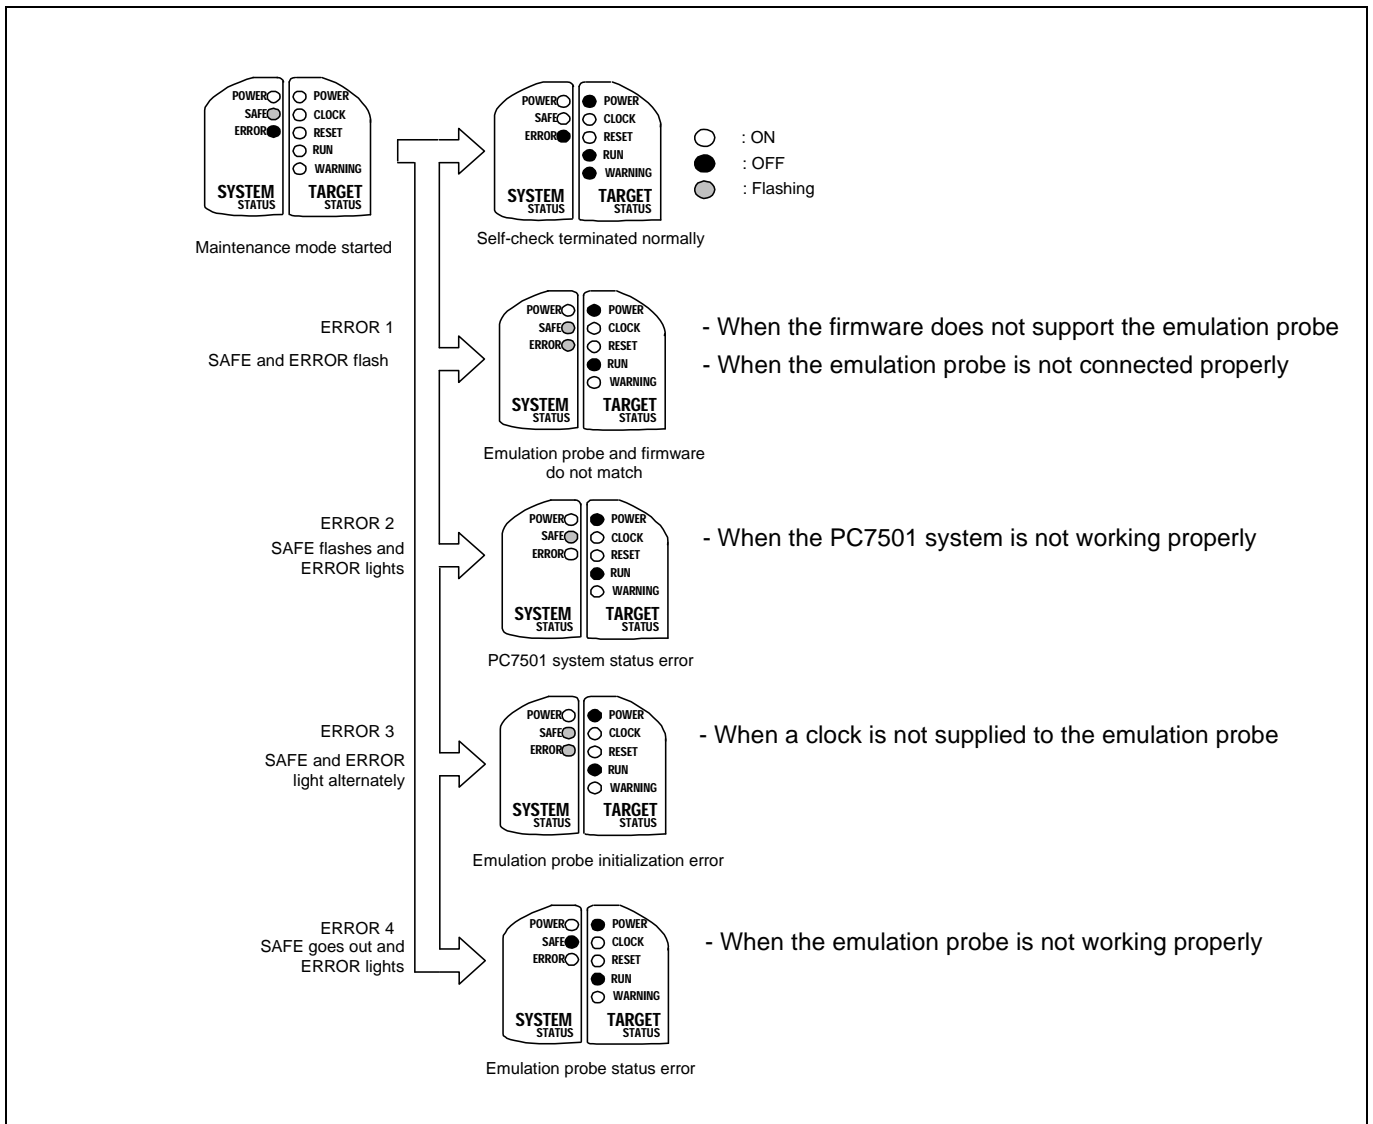 POWER POWER
SAFE CLOCK
ERROR RESET
RUN
WARNING
SYSTEM TARGET
STATUS STATUS
Maintenance mode started
POWER POWER
SAFE CLOCK
ERROR RESET
RUN
WARNING
SYSTEM TARGET
STATUS STATUS
Self-check terminated normally
: ON
: OFF
: Flashing
ERROR 1
SAFE and ERROR flash
POWER POWER
SAFE CLOCK
ERROR RESET
RUN
WARNING
SYSTEM TARGET
STATUS STATUS
Emulation probe and firmware
do not match
- When the firmware does not support the emulation probe
- When the emulation probe is not connected properly
ERROR 2
SAFE flashes and
ERROR lights
POWER POWER
SAFE CLOCK
ERROR RESET
RUN
WARNING
SYSTEM TARGET
STATUS STATUS
PC7501 system status error
- When the PC7501 system is not working properly
ERROR 3
SAFE and ERROR
light alternately
POWER POWER
SAFE CLOCK
ERROR RESET
RUN
WARNING
SYSTEM TARGET
STATUS STATUS
Emulation probe initialization error
- When a clock is not supplied to the emulation probe
ERROR 4
SAFE goes out and
ERROR lights
POWER POWER
SAFE CLOCK
ERROR RESET
RUN
WARNING
SYSTEM TARGET
STATUS STATUS
Emulation probe status error
- When the emulation probe is not working properly